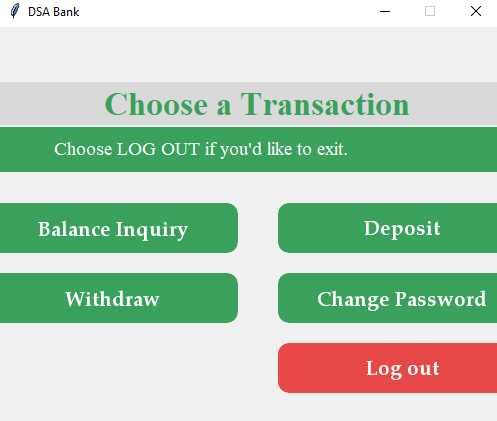 DSA Bank
Choose a Transaction
Choose LOG OUT if you'd like to exit.
Balance Inquiry
Deposit
Withdraw
Change Password
Log out